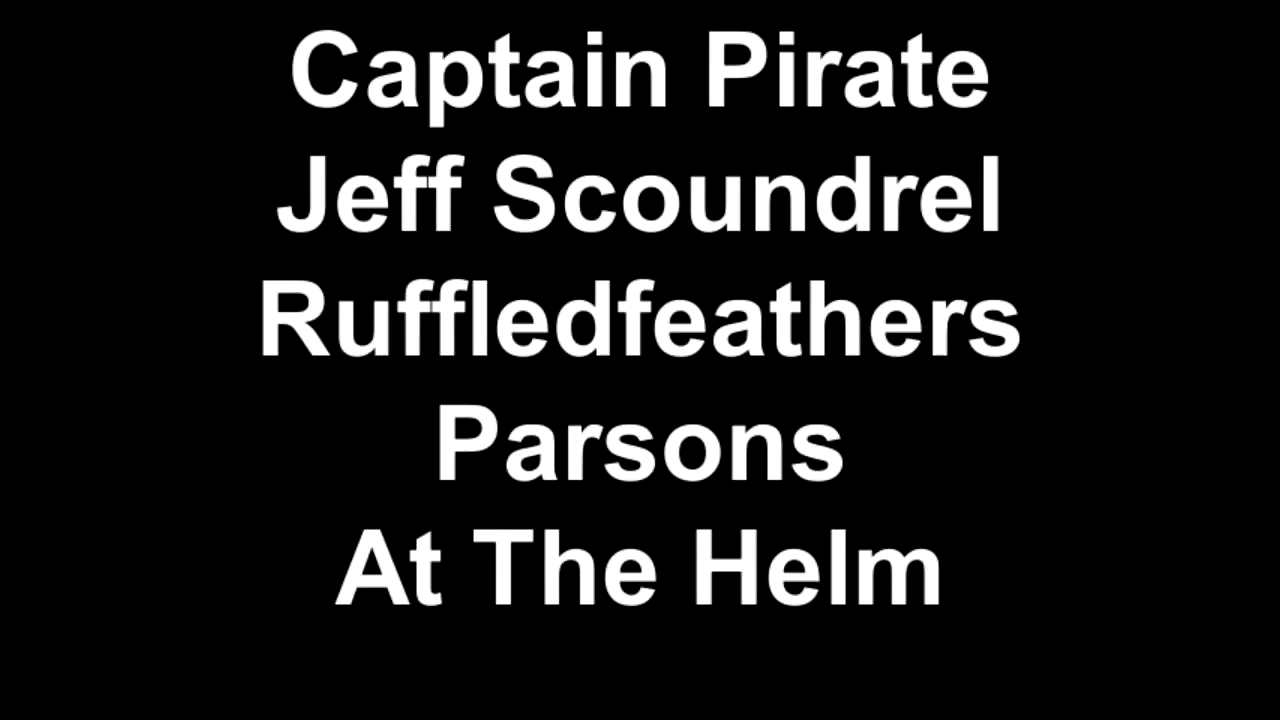 Captain Pirate
Jeff Scoundrel
Ruffledfeathers
Parsons
At The Helm